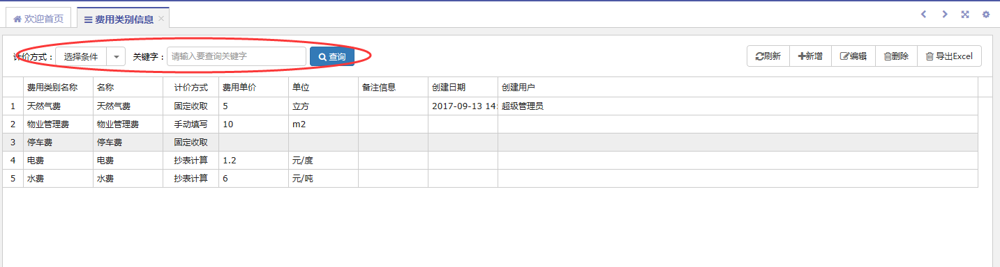 欢迎首页 费用类别信息
计价方式： 选择条件 关键字： 请输入要查询关键字 查询 刷新 新增 编辑 删除 导出Excel
费用类别名称 名称 计价方式 费用单价 单位 备注信息 创建日期 创建用户
1 天然气费 天然气费 固定收取 5 立方 2017-09-13 14: 超级管理员
2 物业管理费 物业管理费 手动填写 10 m2
3 停车费 停车费 固定收取
4 电费 电费 抄表计算 1.2 元/度
5 水费 水费 抄表计算 6 元/吨